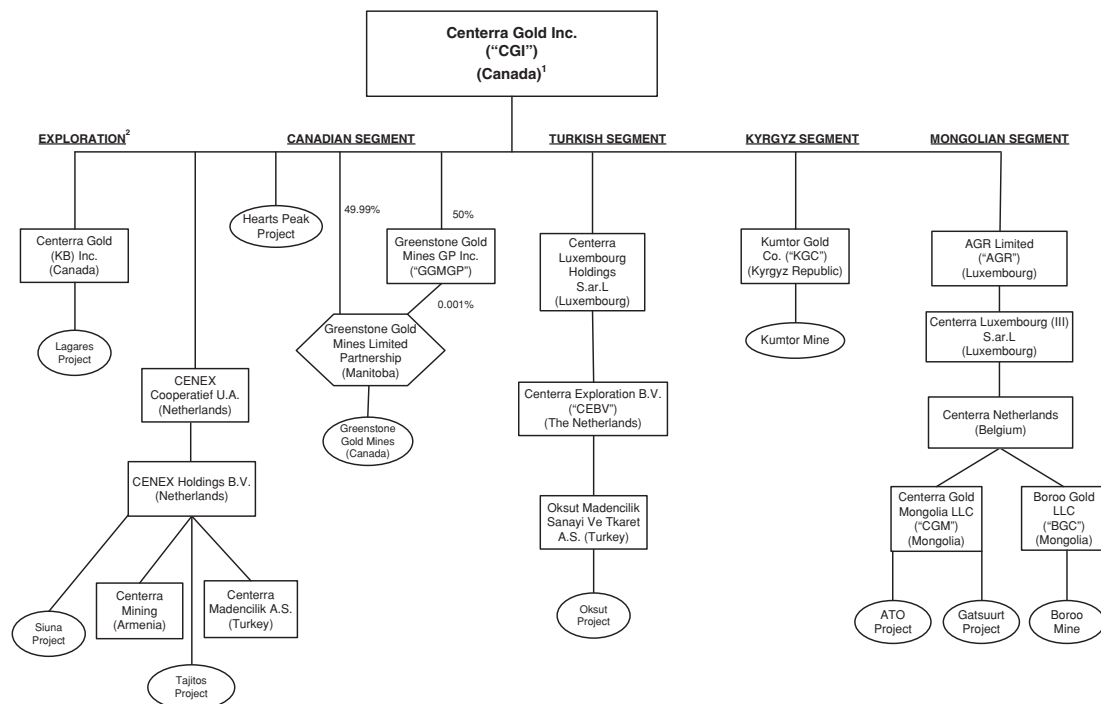 Centerra Gold Inc.
(“CGI”)
(Canada)1
EXPLORATION2
CANADIAN SEGMENT
TURKISH SEGMENT
KYRGYZ SEGMENT
MONGOLIAN SEGMENT
Centerra Gold
(KB) Inc.
(Canada)
Lagares
Project
CENEX
Cooperatief U.A.
(Netherlands)
CENEX Holdings B.V.
(Netherlands)
Siuna
Project
Centerra
Mining
(Armenia)
Tajitos
Project
Centerra
Madencilik A.S.
(Turkey)
Hearts Peak
Project
49.99%
50%
Greenstone Gold
Mines GP Inc.
(“GGMGP”)
0.001%
Greenstone Gold
Mines Limited
Partnership
(Manitoba)
Greenstone
Gold Mines
(Canada)
Centerra
Luxembourg
Holdings
S.ar.L
(Luxembourg)
Centerra Exploration B.V.
(“CEBV”)
(The Netherlands)
Oksut Madencilik
Sanayi Ve Tkaret
A.S. (Turkey)
Oksut
Project
Kumtor Gold
Co. (“KGC”)
(Kyrgyz Republic)
Kumtor Mine
AGR Limited
(“AGR”)
(Luxembourg)
Centerra Luxembourg (III)
S.ar.L
(Luxembourg)
Centerra Netherlands
(Belgium)
Centerra Gold
Mongolia LLC
(“CGM”)
(Mongolia)
Boroo Gold
LLC
(“BGC”)
(Mongolia)
ATO
Project
Gatsuurt
Project
Boroo
Mine